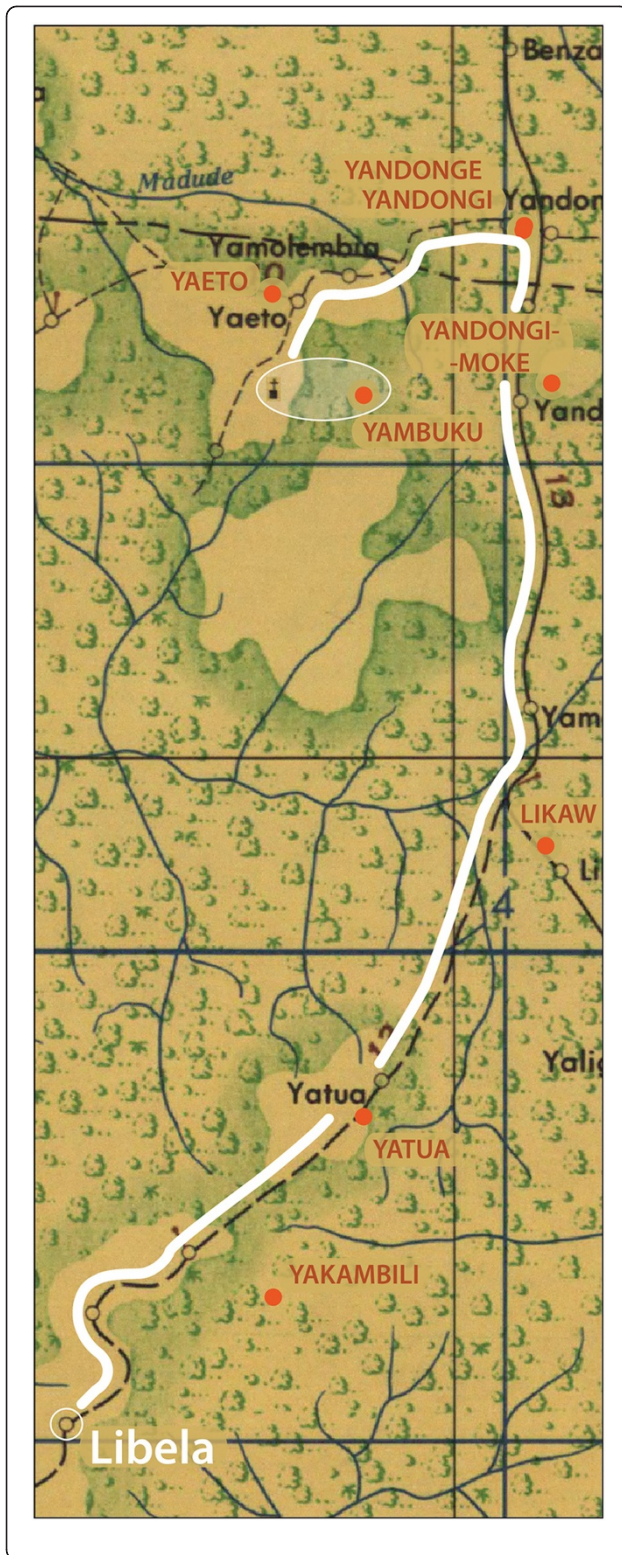 Benza
Madude
YANDONGE
YANDONGI
Yandon
Yamolembia
YAETO
Yaeto
YANDONGI-
-MOKE
Yand
YAMBUKU
13
Yam
LIKAW
Li
4
Yatua
Yalig
YATUA
YAKAMBILI
Libela